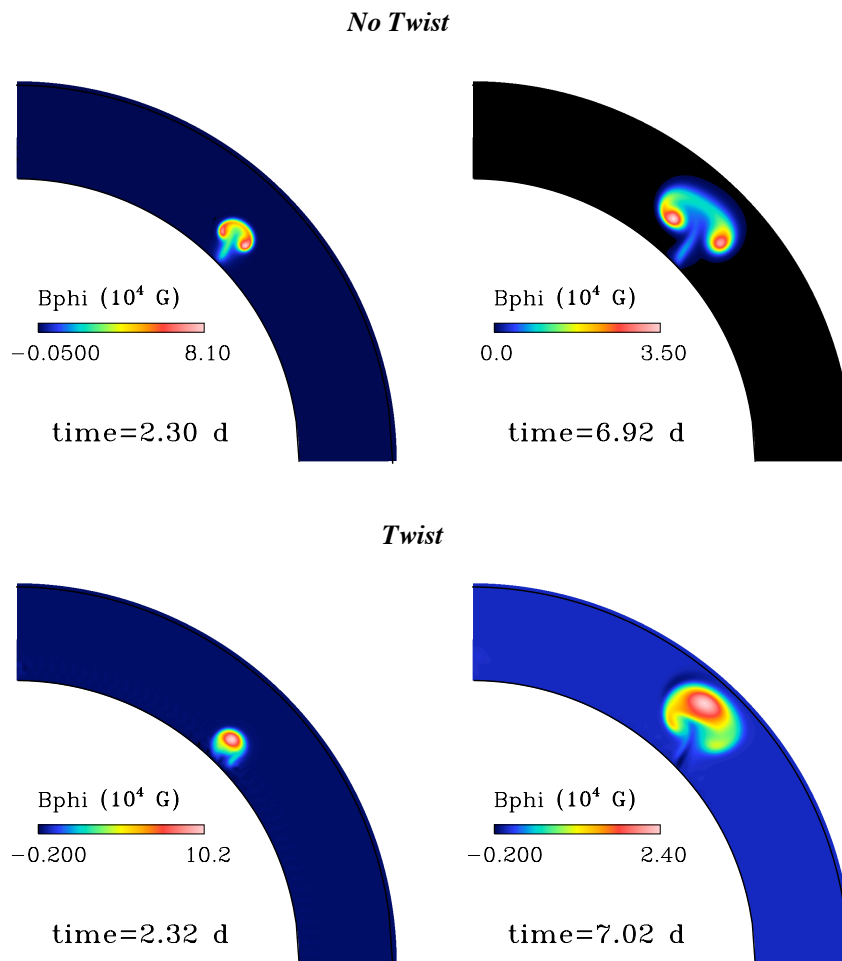 No Twist
Bphi (10⁴ G)
−0.0500 8.10
time=2.30 d
Bphi (10⁴ G)
0.0 3.50
time=6.92 d
Twist
Bphi (10⁴ G)
−0.200 10.2
time=2.32 d
Bphi (10⁴ G)
−0.200 2.40
time=7.02 d